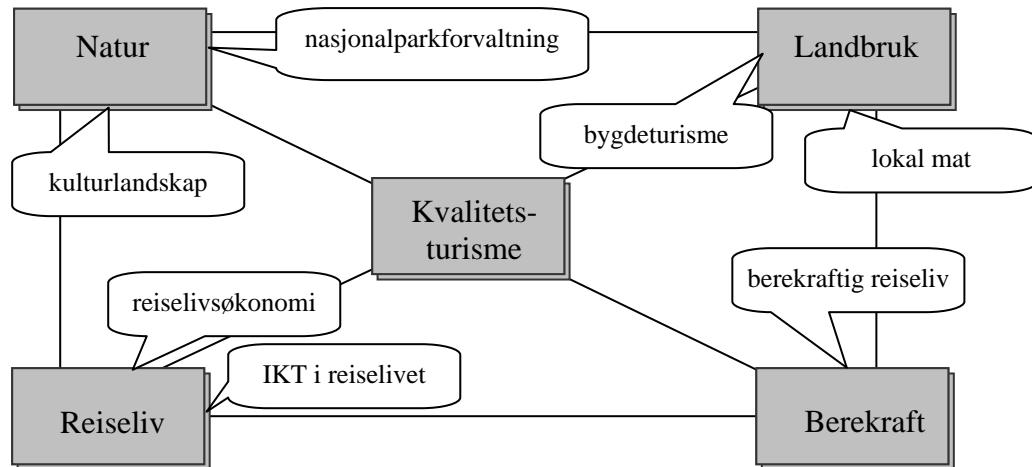 Natur
nasjonalparkforvaltning
Landbruk
bygdeturisme
lokal mat
kulturlandskap
Kvalitets-
turisme
berekraftig reiseliv
reiselivsøkonomi
IKT i reiselivet
Reiseliv
Berekraft